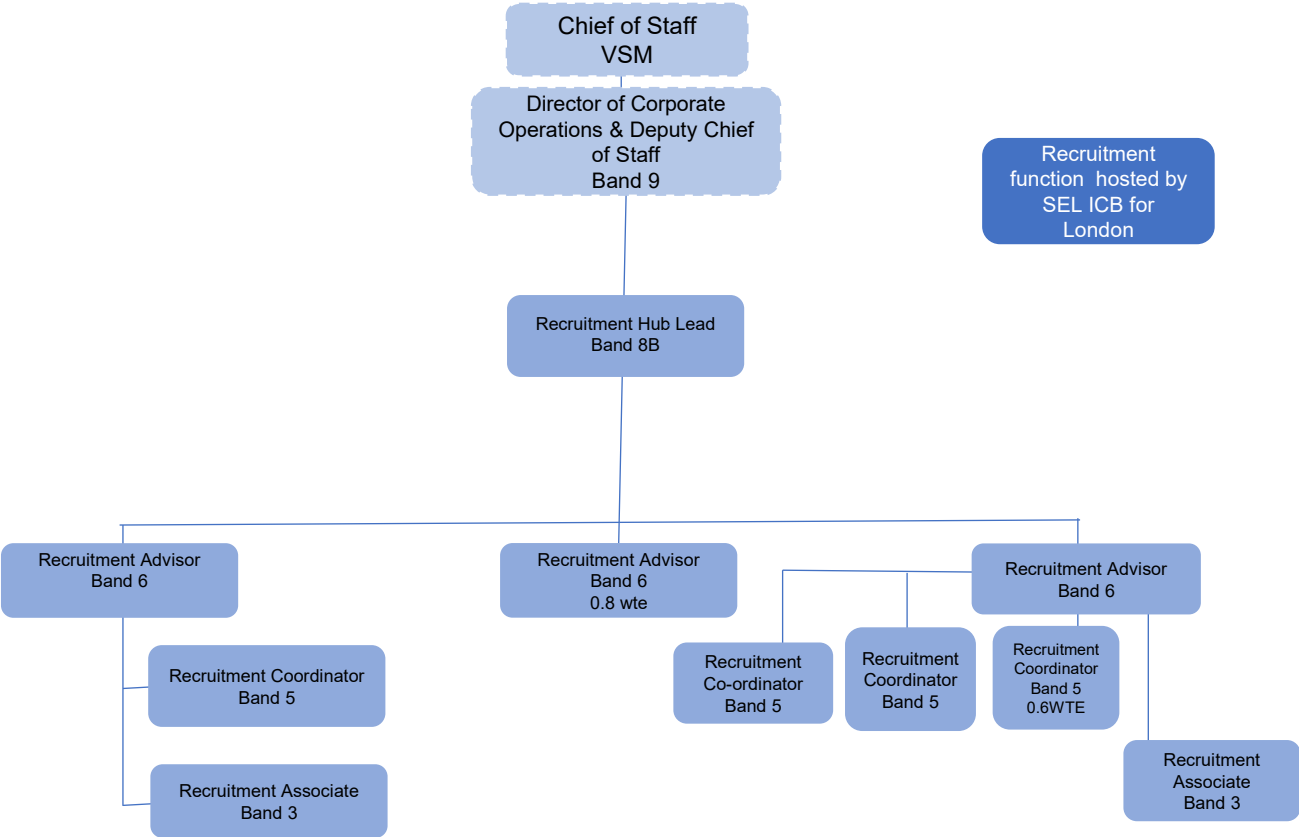 Chief of Staff
VSM
Director of Corporate
Operations & Deputy Chief
of Staff
Band 9
Recruitment
function hosted by
SEL ICB for
London
Recruitment Hub Lead
Band 8B
Recruitment Advisor
Band 6
Recruitment Advisor
Band 6
0.8 wte
Recruitment Advisor
Band 6
Recruitment Coordinator
Band 5
Recruitment
Co-ordinator
Band 5
Recruitment
Coordinator
Band 5
Recruitment
Coordinator
Band 5
0.6WTE
Recruitment Associate
Band 3
Recruitment
Associate
Band 3